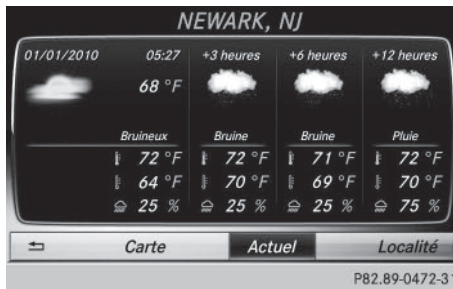 NEWARK, NJ
01/01/2010 05:27 +3 heures +6 heures +12 heures
68 °F
Bruineux Bruine Bruine Pluie
72 °F 72 °F 71 °F 72 °F
64 °F 70 °F 69 °F 70 °F
25 % 25 % 25 % 75 %
Carte Actuel Localité
P82.89-0472-31